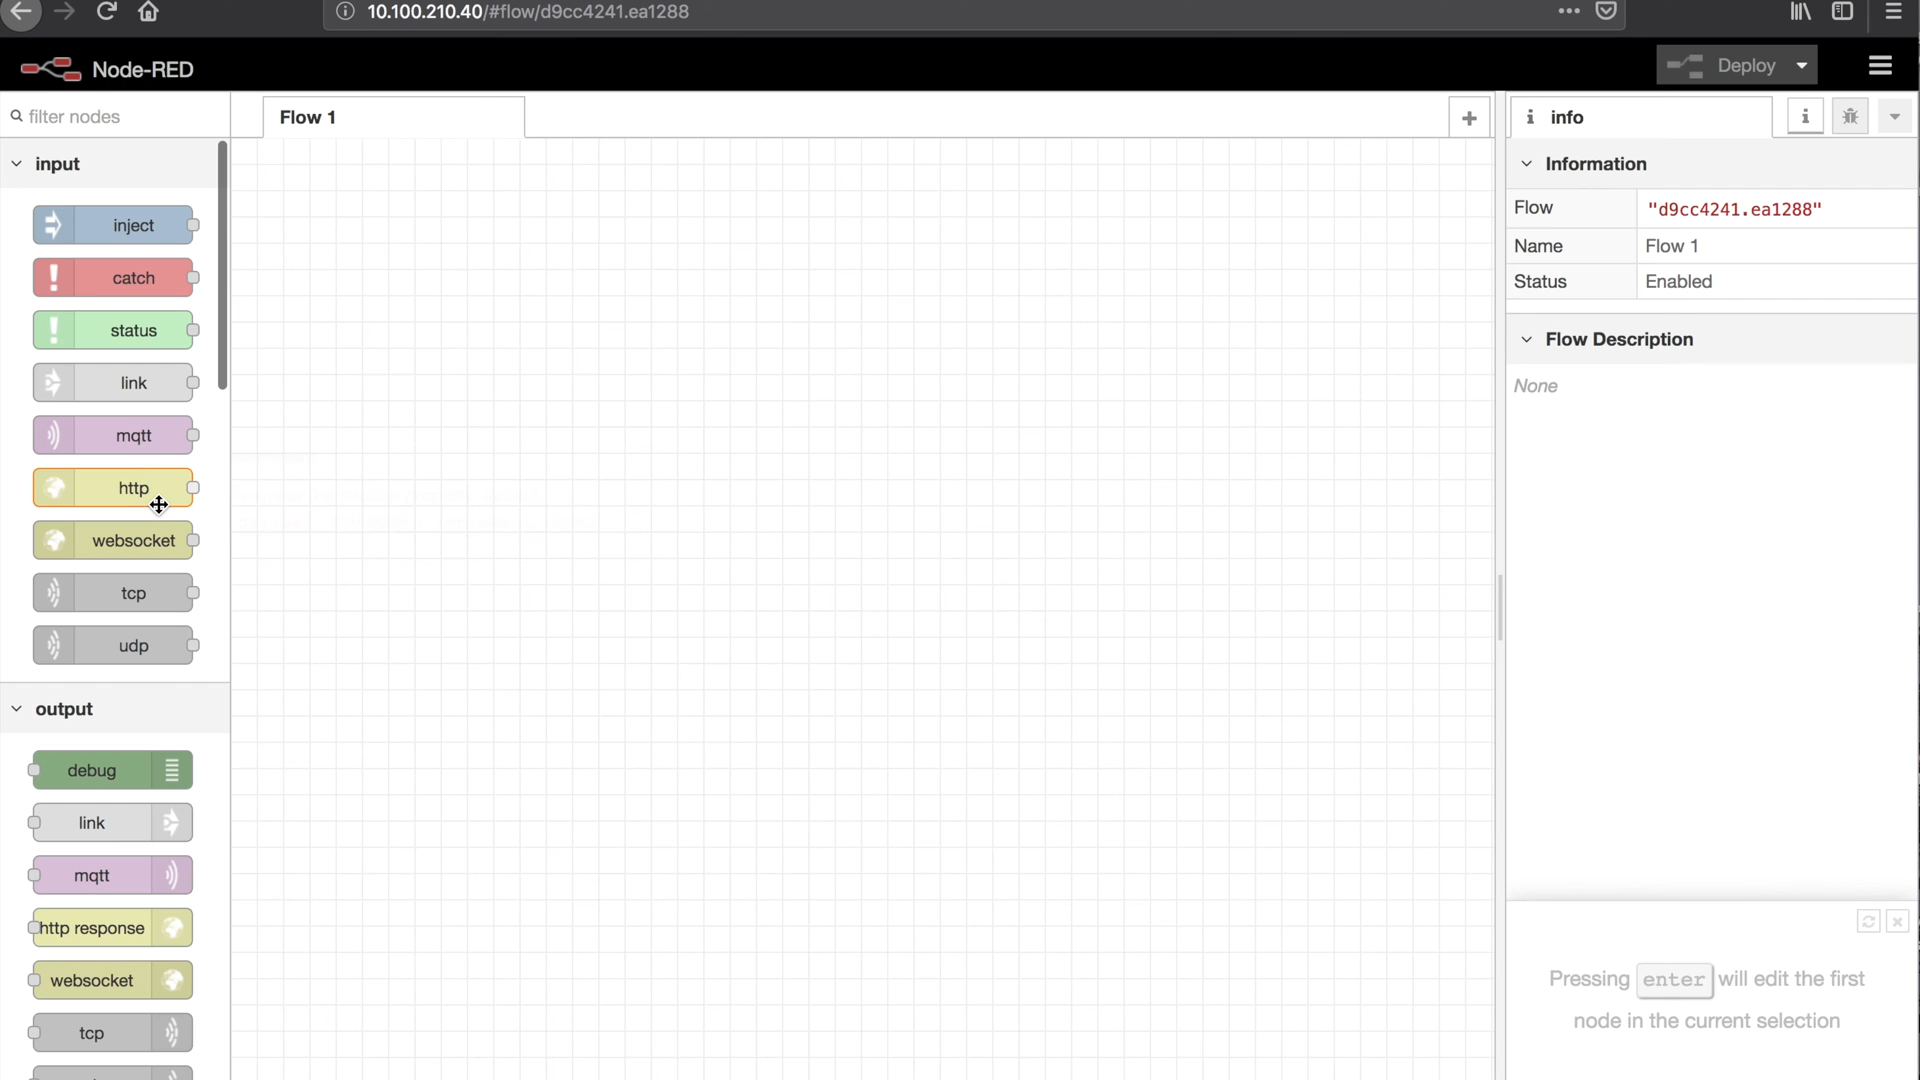 10.100.210.40/#flow/d9cc4241.ea1288
Node-RED
Deploy
filter nodes
Flow 1
info
input
inject
catch
status
link
mqtt
http
websocket
tcp
udp
output
debug
link
mqtt
http response
websocket
tcp
Information
Flow "d9cc4241.ea1288"
Name Flow 1
Status Enabled
Flow Description
None
Pressing enter will edit the first
node in the current selection